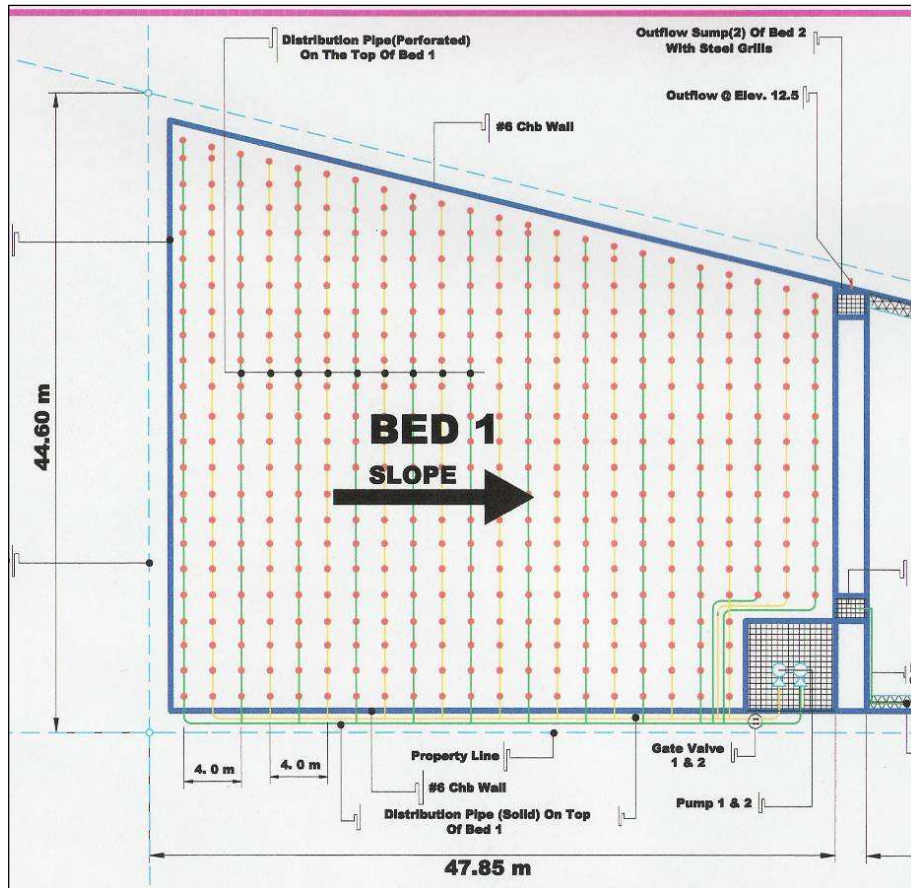 Distribution Pipe(Perforated)
On The Top Of Bed 1
Outflow Sump(2) Of Bed 2
With Steel Grills
Outflow @ Elev. 12.5
#6 Chb Wall
44.60 m
BED 1
SLOPE
4. 0 m
4. 0 m
Property Line
Gate Valve
1 & 2
#6 Chb Wall
Pump 1 & 2
Distribution Pipe (Solid) On Top
Of Bed 1
47.85 m